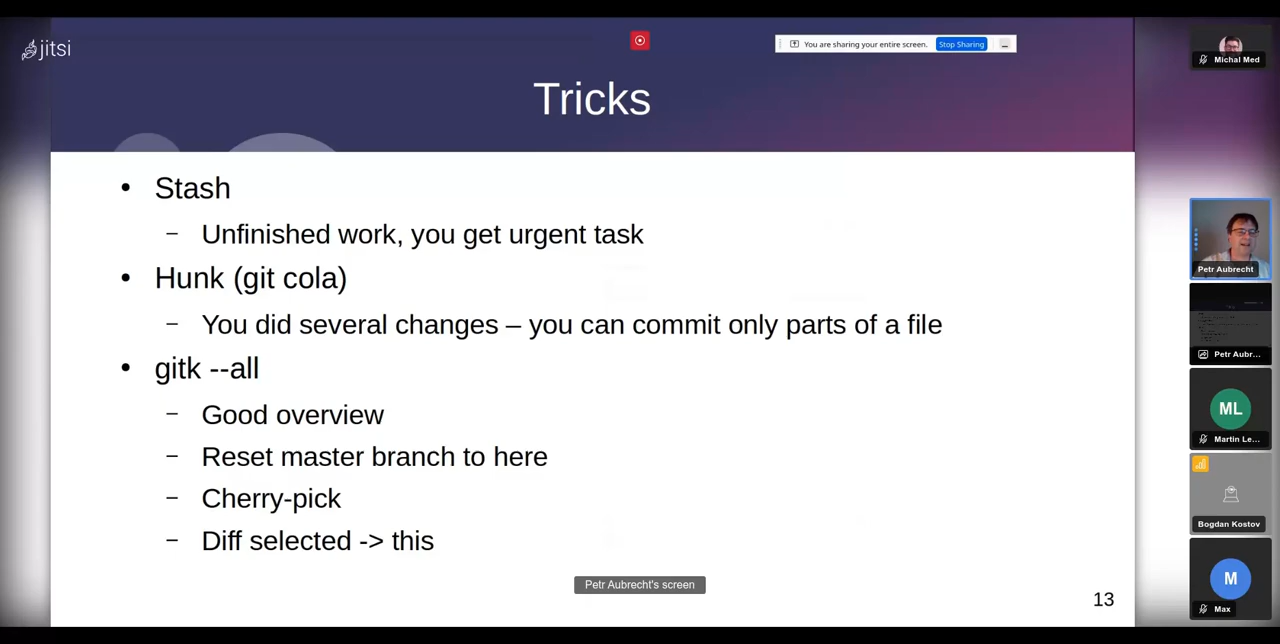 jitsi
You are sharing your entire screen. Stop Sharing
Michal Med
Tricks
• Stash
– Unfinished work, you get urgent task
• Hunk (git cola)
– You did several changes – you can commit only parts of a file
• gitk --all
– Good overview
– Reset master branch to here
– Cherry-pick
– Diff selected -> this
13
Petr Aubrecht's screen
Petr Aubrecht
Petr Aubr...
ML
Martin Le...
Bogdan Kostov
M
Max